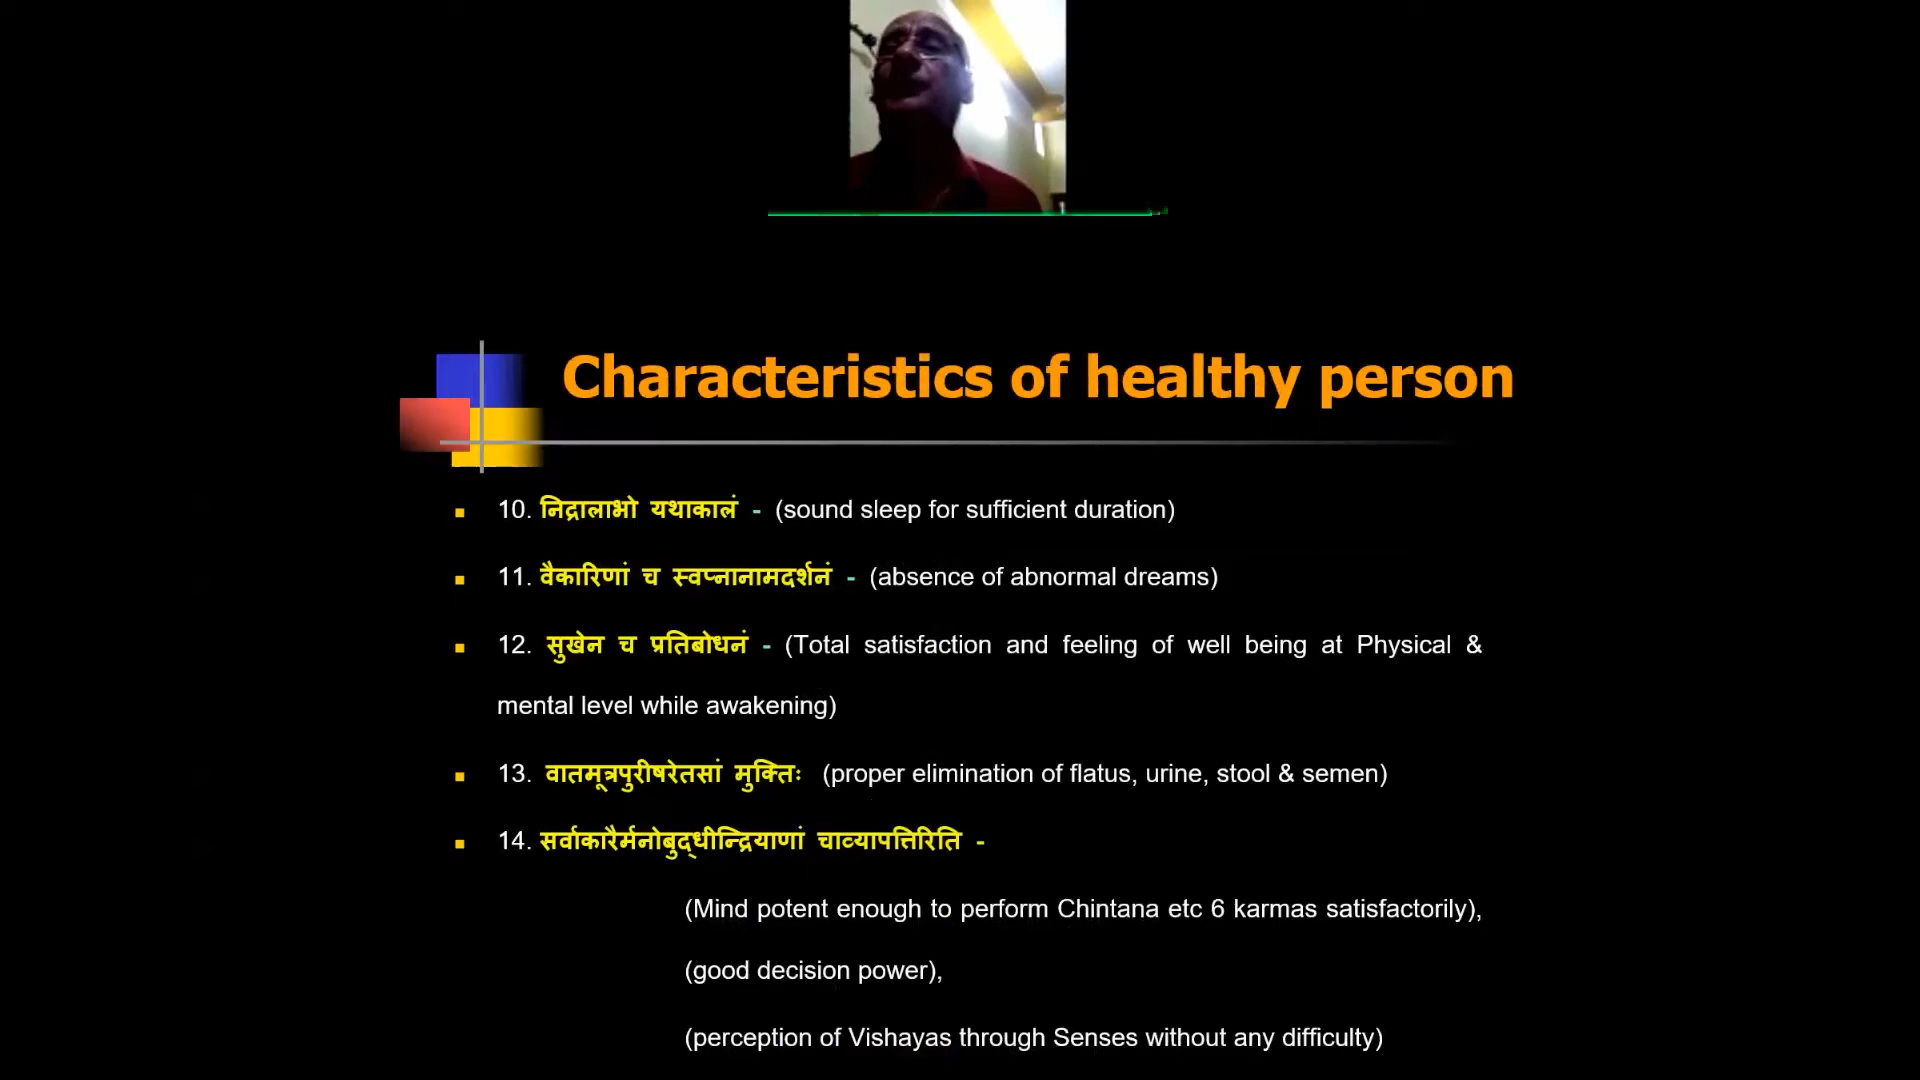 Characteristics of healthy person
10. निद्रालाभो यथाकालं - (sound sleep for sufficient duration)
11. वैकारिणां च स्वप्नानामदर्शनं - (absence of abnormal dreams)
12. सुखेन च प्रतिबोधनं - (Total satisfaction and feeling of well being at Physical &
mental level while awakening)
13. वातमूत्रपुरीषरेतसां मुक्तिः (proper elimination of flatus, urine, stool & semen)
14. सर्वाकारैर्मनोबुद्धीन्द्रियाणां चाव्यापत्तिरिति -
(Mind potent enough to perform Chintana etc 6 karmas satisfactorily),
(good decision power),
(perception of Vishayas through Senses without any difficulty)